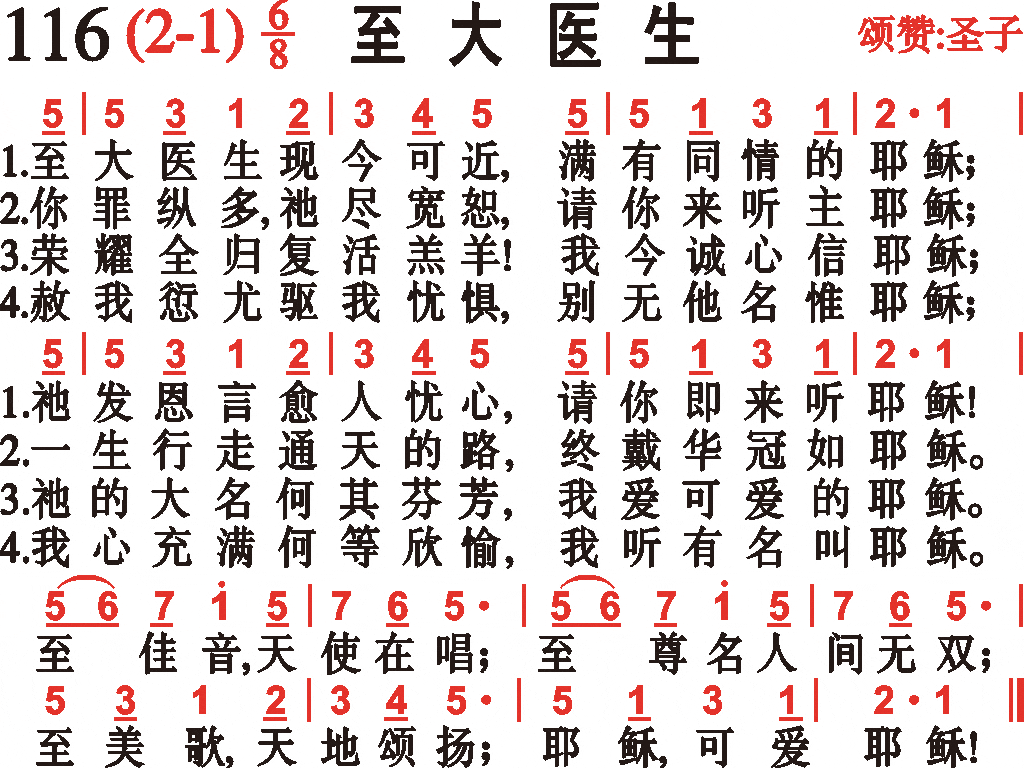 116 (2-1) 6/8 至大医生 颂赞:圣子
5 | 5 3 1 2 | 3 4 5 5 | 5 1 3 1 | 2 · 1 |
1.至大医生现今可近, 满有同情的耶稣;
2.你罪纵多,祂尽宽恕, 请你来听主耶稣;
3.荣耀全归复活羔羊! 我今诚心信耶稣;
4.赦我愆尤驱我忧惧, 别无他名惟耶稣;
5 | 5 3 1 2 | 3 4 5 5 | 5 1 3 1 | 2 · 1 |
1.祂发恩言愈人忧心, 请你即来听耶稣!
2.一生行走通天的路, 终戴华冠如耶稣。
3.祂的大名何其芬芳, 我爱可爱的耶稣。
4.我心充满何等欣愉, 我听有名叫耶稣。
5 6 7 i 5 | 7 6 5 · | 5 6 7 i 5 | 7 6 5 · |
至佳音,天使在唱; 至尊名人间无双;
5 3 1 2 | 3 4 5 · | 5 1 3 1 | 2 · 1 ‖
至美歌,天地颂扬; 耶稣,可爱耶稣!